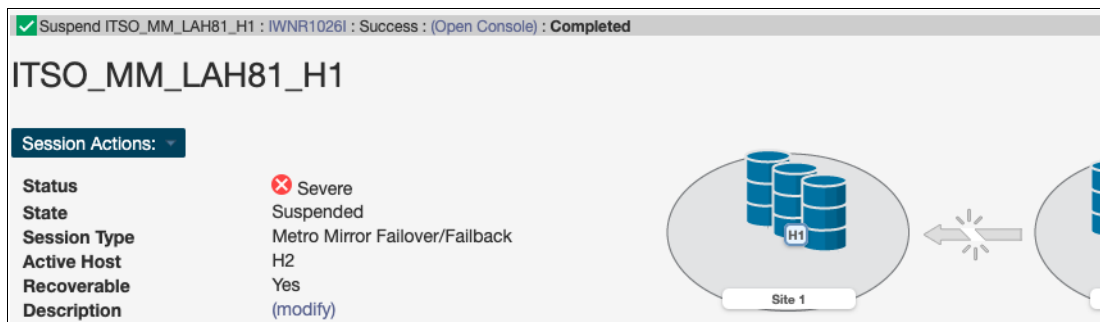 Suspend ITSO_MM_LAH81_H1 : IWNR1026I : Success : (Open Console) : Completed
ITSO_MM_LAH81_H1
Session Actions:
Status Severe
State Suspended
Session Type Metro Mirror Failover/Failback
Active Host H2
Recoverable Yes
Description (modify)
H1
Site 1